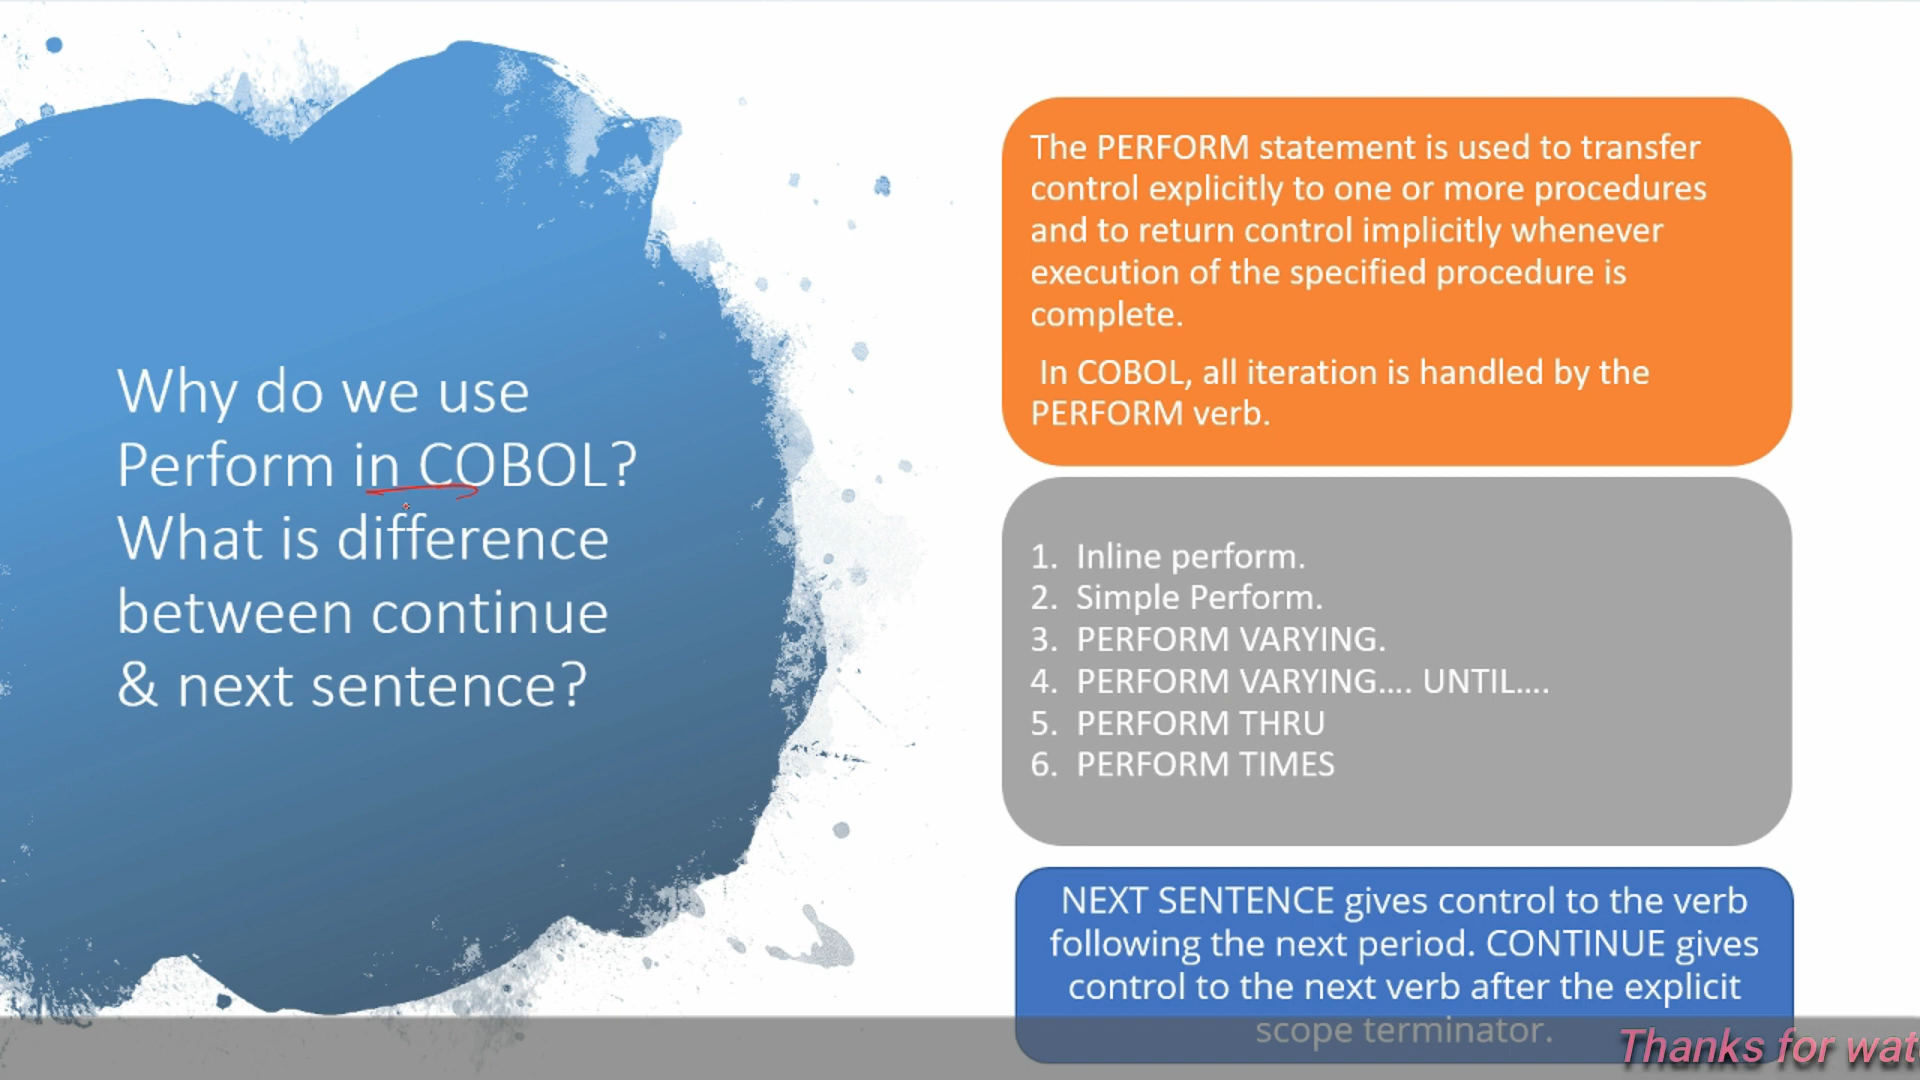 Why do we use
Perform in COBOL?
What is difference
between continue
& next sentence?
The PERFORM statement is used to transfer
control explicitly to one or more procedures
and to return control implicitly whenever
execution of the specified procedure is
complete.
In COBOL, all iteration is handled by the
PERFORM verb.
1. Inline perform.
2. Simple Perform.
3. PERFORM VARYING.
4. PERFORM VARYING…. UNTIL….
5. PERFORM THRU
6. PERFORM TIMES
NEXT SENTENCE gives control to the verb
following the next period. CONTINUE gives
control to the next verb after the explicit
scope terminator.
Thanks for wat